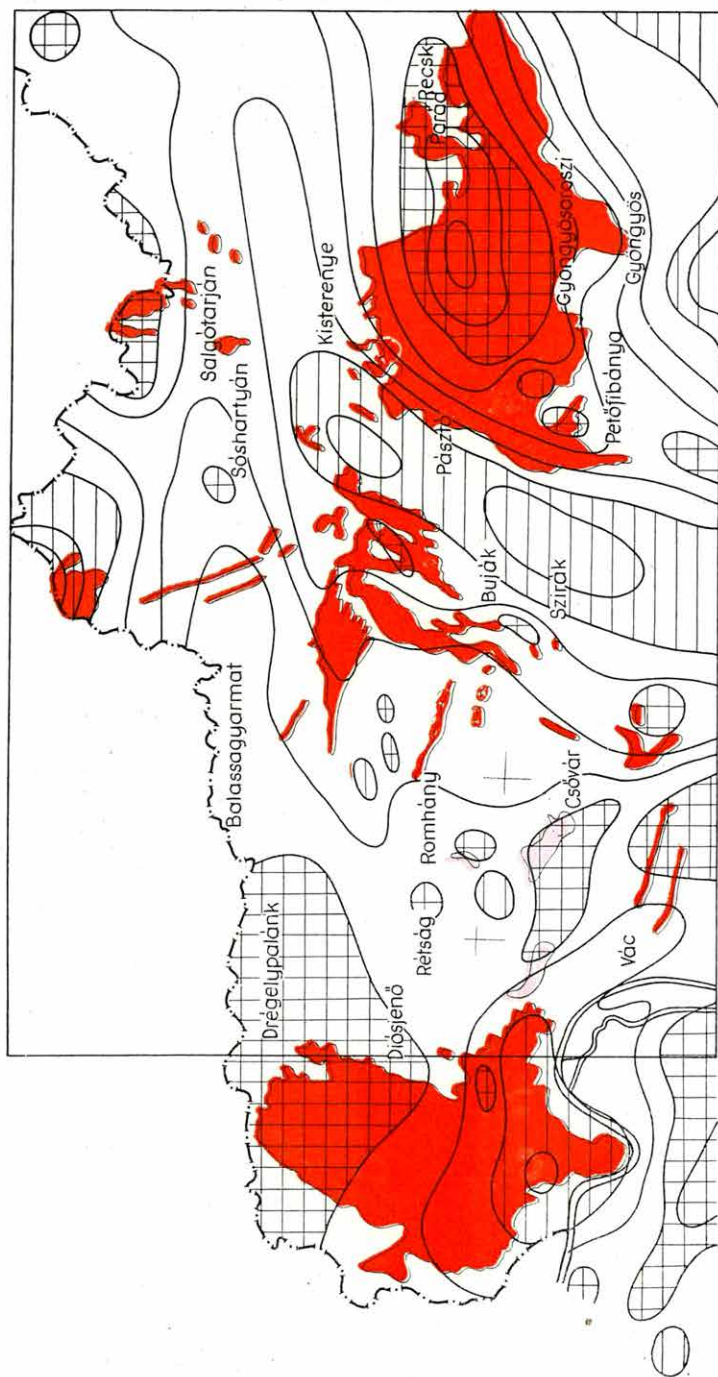 Drégelypalánk
Diósjenő
Rétság
Romhány
Vác
Csővár
Balassagyarmat
Szirák
Buják
Sóshartyán
Salgótarján
Kisterenye
Pásztó
Petőfibánya
Gyöngyösoroszi
Gyöngyös
Recsk
Parád